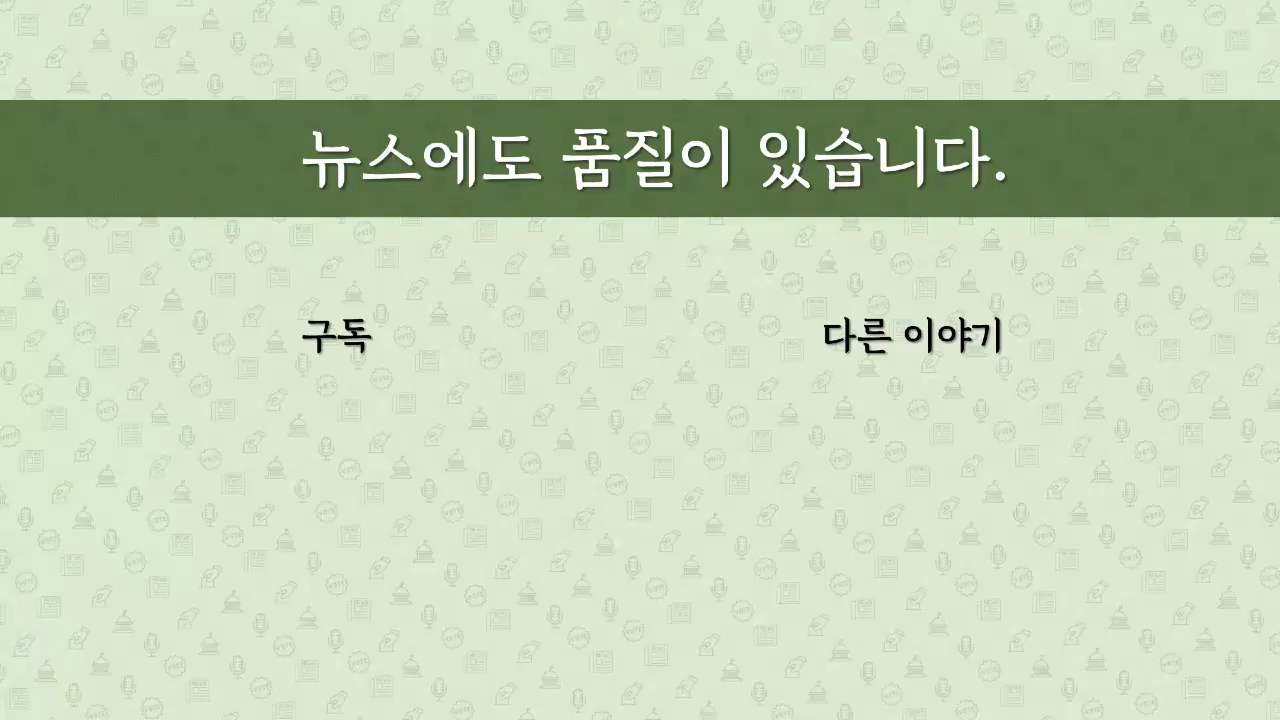 뉴스에도 품질이 있습니다.
구독
다른 이야기